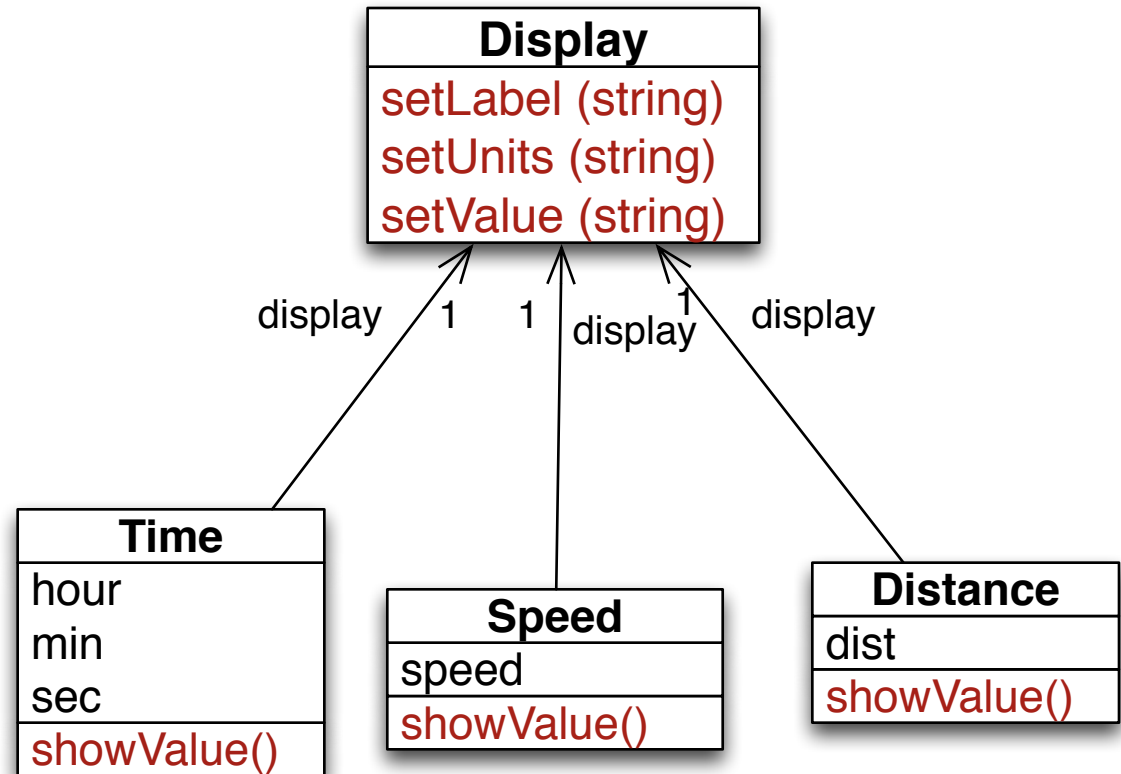 Display
setLabel (string)
setUnits (string)
setValue (string)
display
1
1
display
1
display
Time
hour
min
sec
showValue()
Speed
speed
showValue()
Distance
dist
showValue()